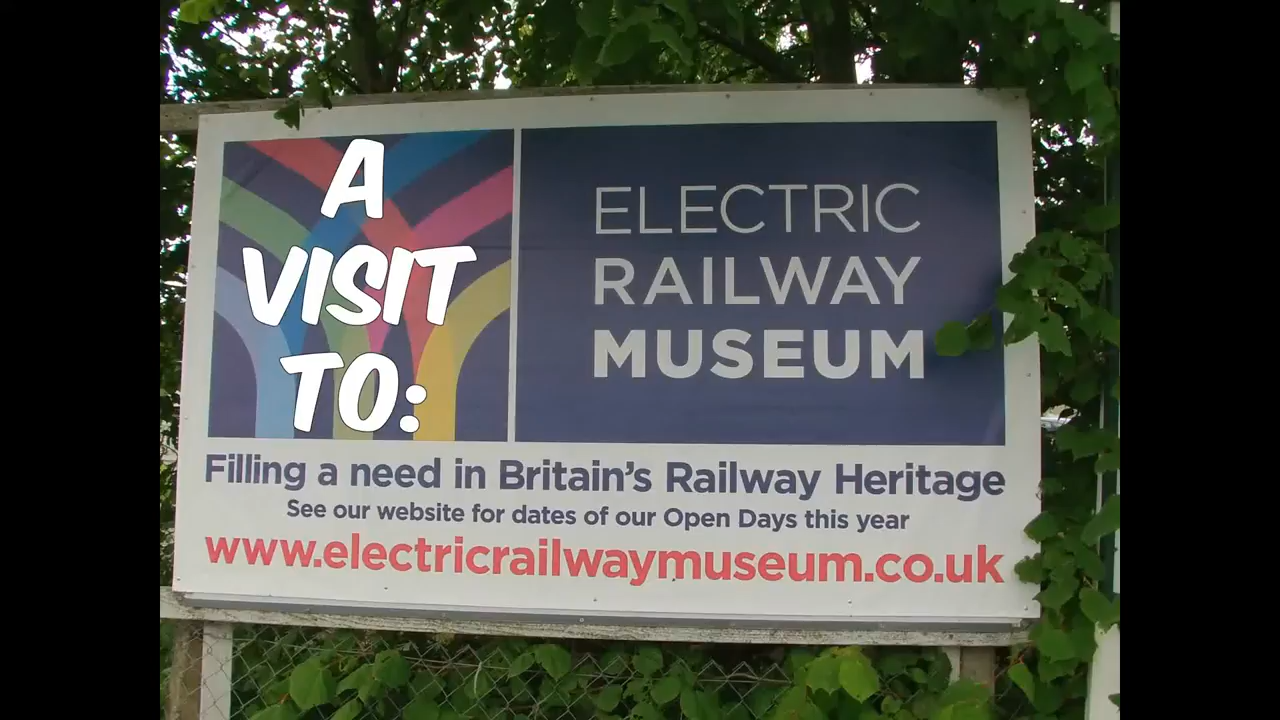 A
VISIT
TO:
ELECTRIC
RAILWAY
MUSEUM
Filling a need in Britain's Railway Heritage
See our website for dates of our Open Days this year
www.electricrailwaymuseum.co.uk